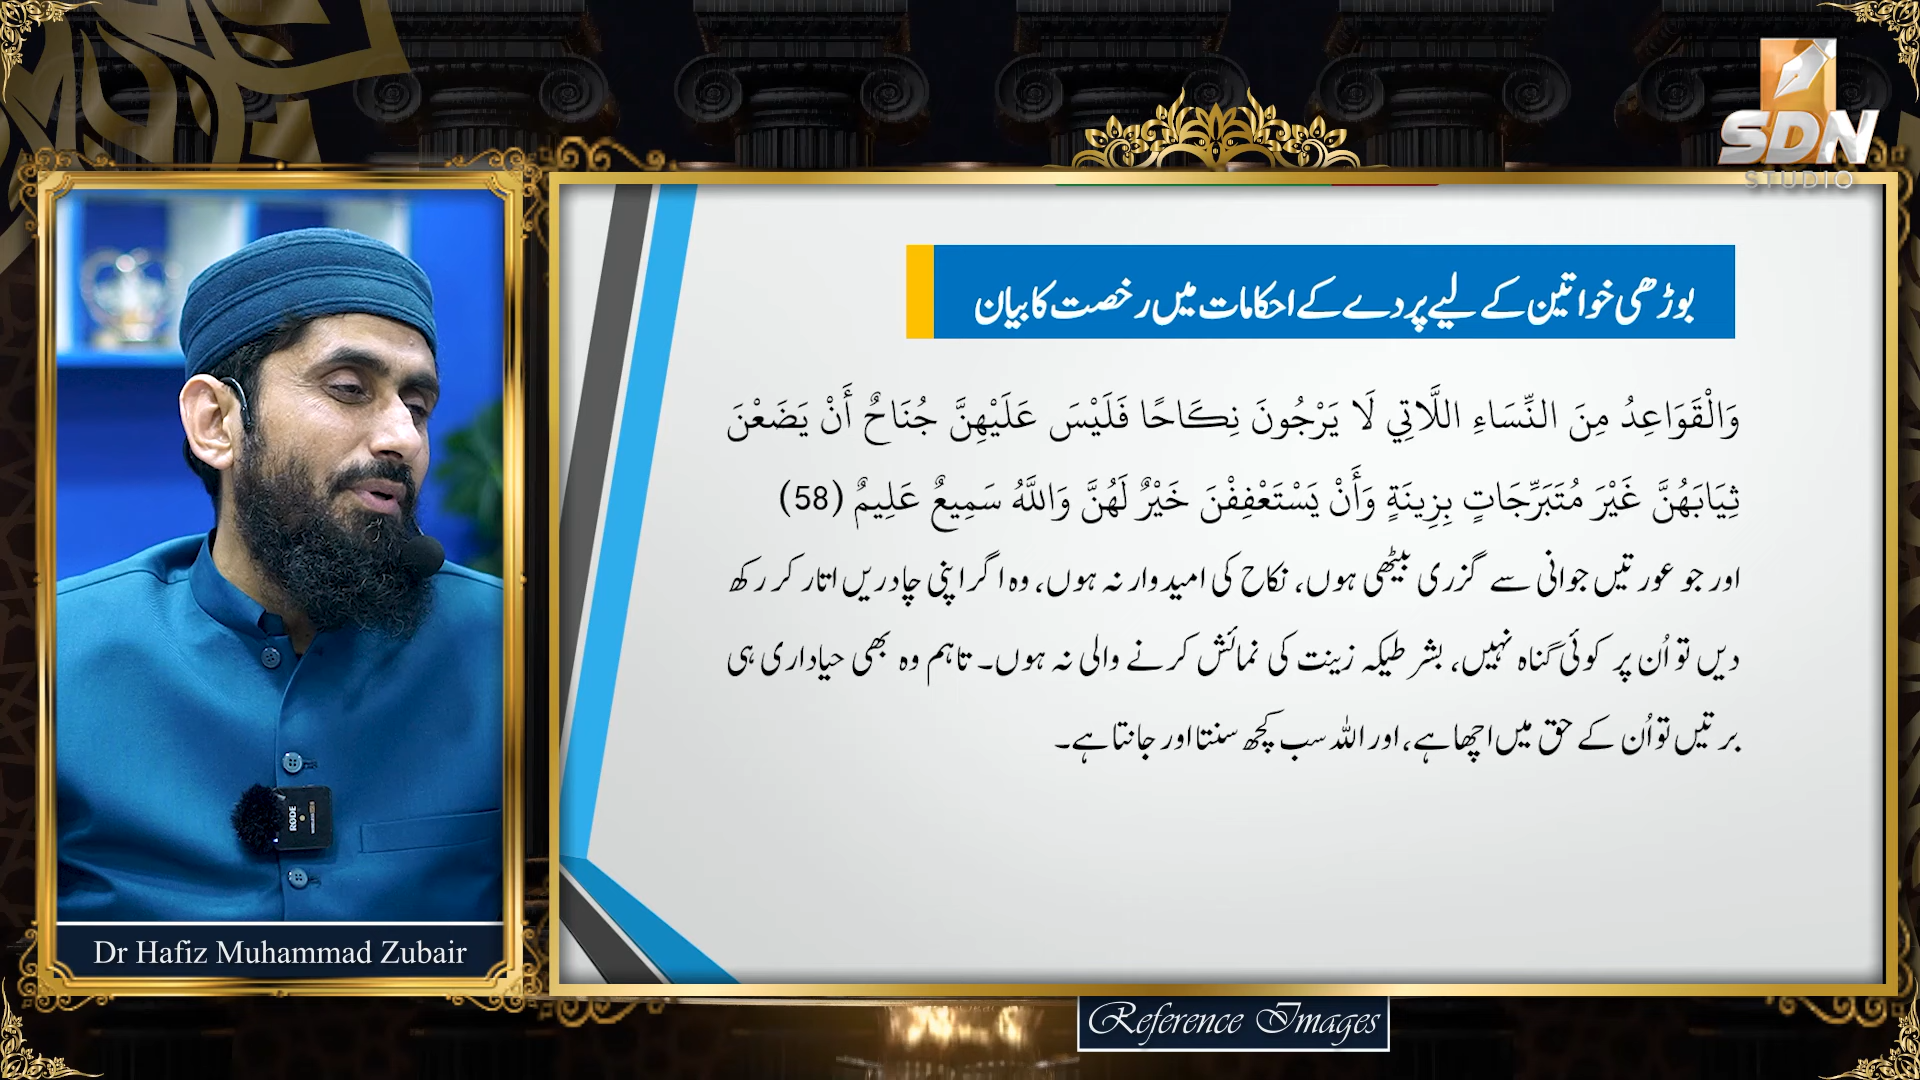 SDN
STUDIO
بوڑھی خواتین کے لیے پردے کے احکامات میں رخصت کا بیان
وَالْقَوَاعِدُ مِنَ النِّسَاءِ اللَّاتِي لَا يَرْجُونَ نِكَاحًا فَلَيْسَ عَلَيْهِنَّ جُنَاحٌ أَنْ يَضَعْنَ
ثِيَابَهُنَّ غَيْرَ مُتَبَرِّجَاتٍ بِزِينَةٍ وَأَنْ يَسْتَعْفِفْنَ خَيْرٌ لَهُنَّ وَاللَّهُ سَمِيعٌ عَلِيمٌ (58)
اور جو عورتیں جوانی سے گزری بیٹھی ہوں، نکاح کی امیدوار نہ ہوں، وہ اگر اپنی چادریں اتار کر رکھ
دیں تو اُن پر کوئی گناہ نہیں، بشرطیکہ زینت کی نمائش کرنے والی نہ ہوں۔ تاہم وہ بھی حیاداری ہی
برتیں تو اُن کے حق میں اچھا ہے، اور اللہ سب کچھ سنتا اور جانتا ہے۔
RODE
Dr Hafiz Muhammad Zubair
Reference Images